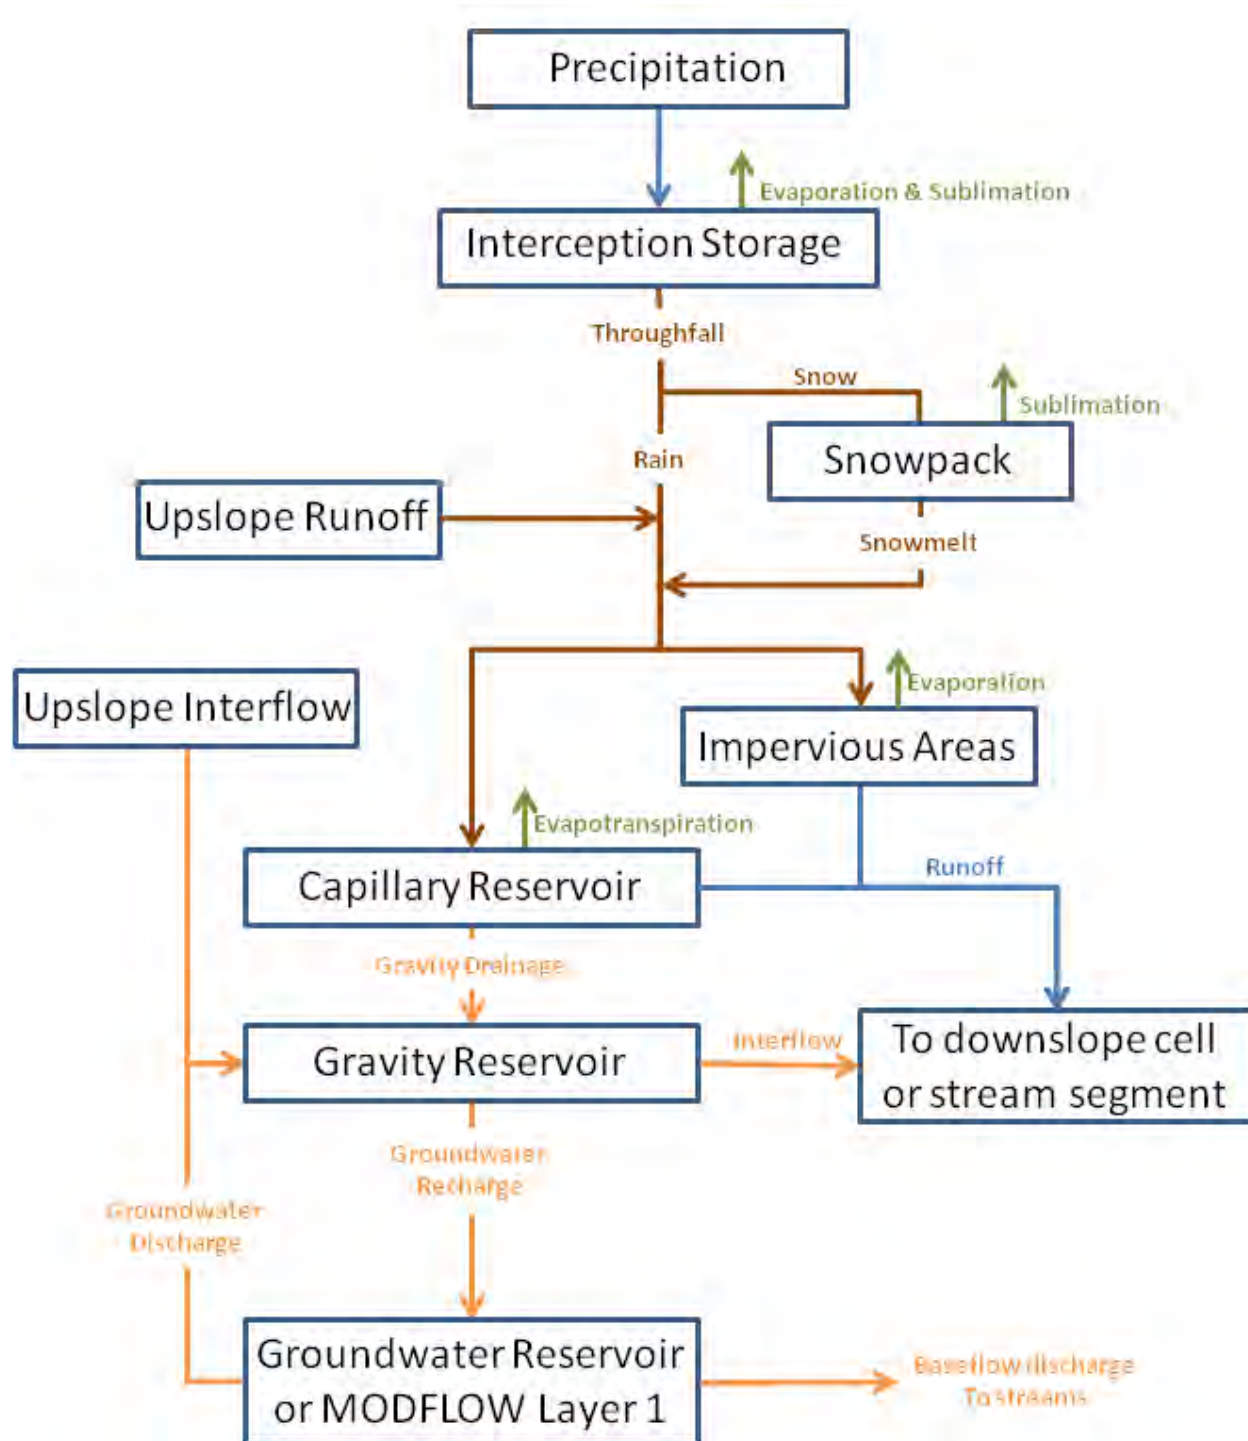 Precipitation
Evaporation & Sublimation
Interception Storage
Throughfall
Snow
Sublimation
Snowpack
Rain
Upslope Runoff
Snowmelt
Upslope Interflow
Evaporation
Impervious Areas
Evapotranspiration
Capillary Reservoir
Runoff
Gravity Drainage
Gravity Reservoir
Interflow
To downslope cell
or stream segment
Groundwater
Recharge
Groundwater
Discharge
Groundwater Reservoir
or MODFLOW Layer 1
Baseflow discharge
To streams